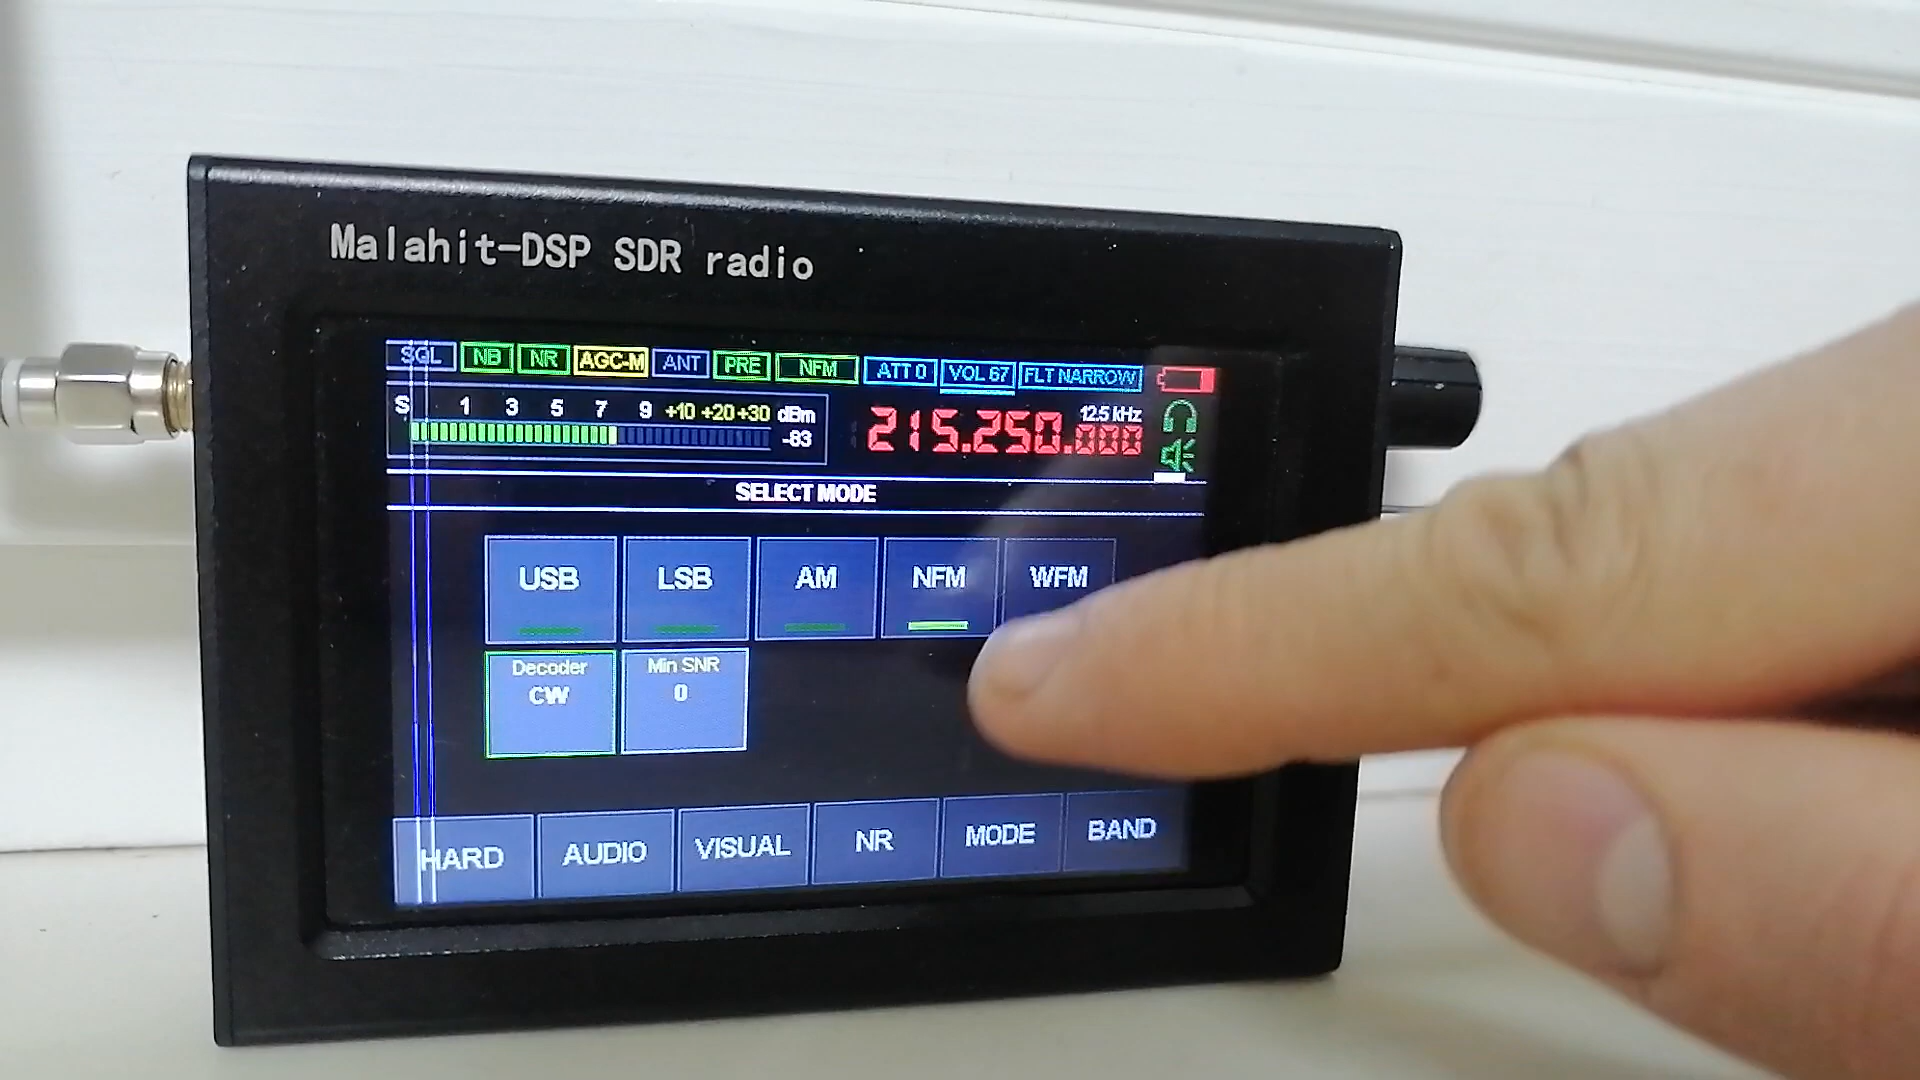 Malahit-DSP SDR radio
SQL NB NR AGC-M ANT PRE NFM ATT 0 VOL 67 FLT NARROW
S 1 3 5 7 9 +10 +20 +30 dBm
-83
12.5 kHz
215.250.000
SELECT MODE
USB LSB AM NFM WFM
Decoder Min SNR
CW 0
HARD AUDIO VISUAL NR MODE BAND